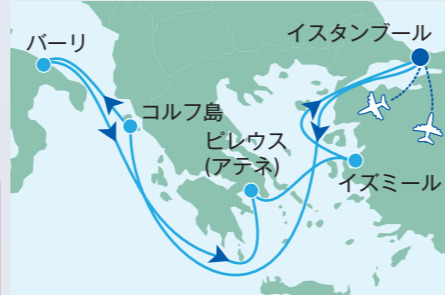 イスタンブール
バーリ
コルフ島
ピレウス
(アテネ)
イズミール